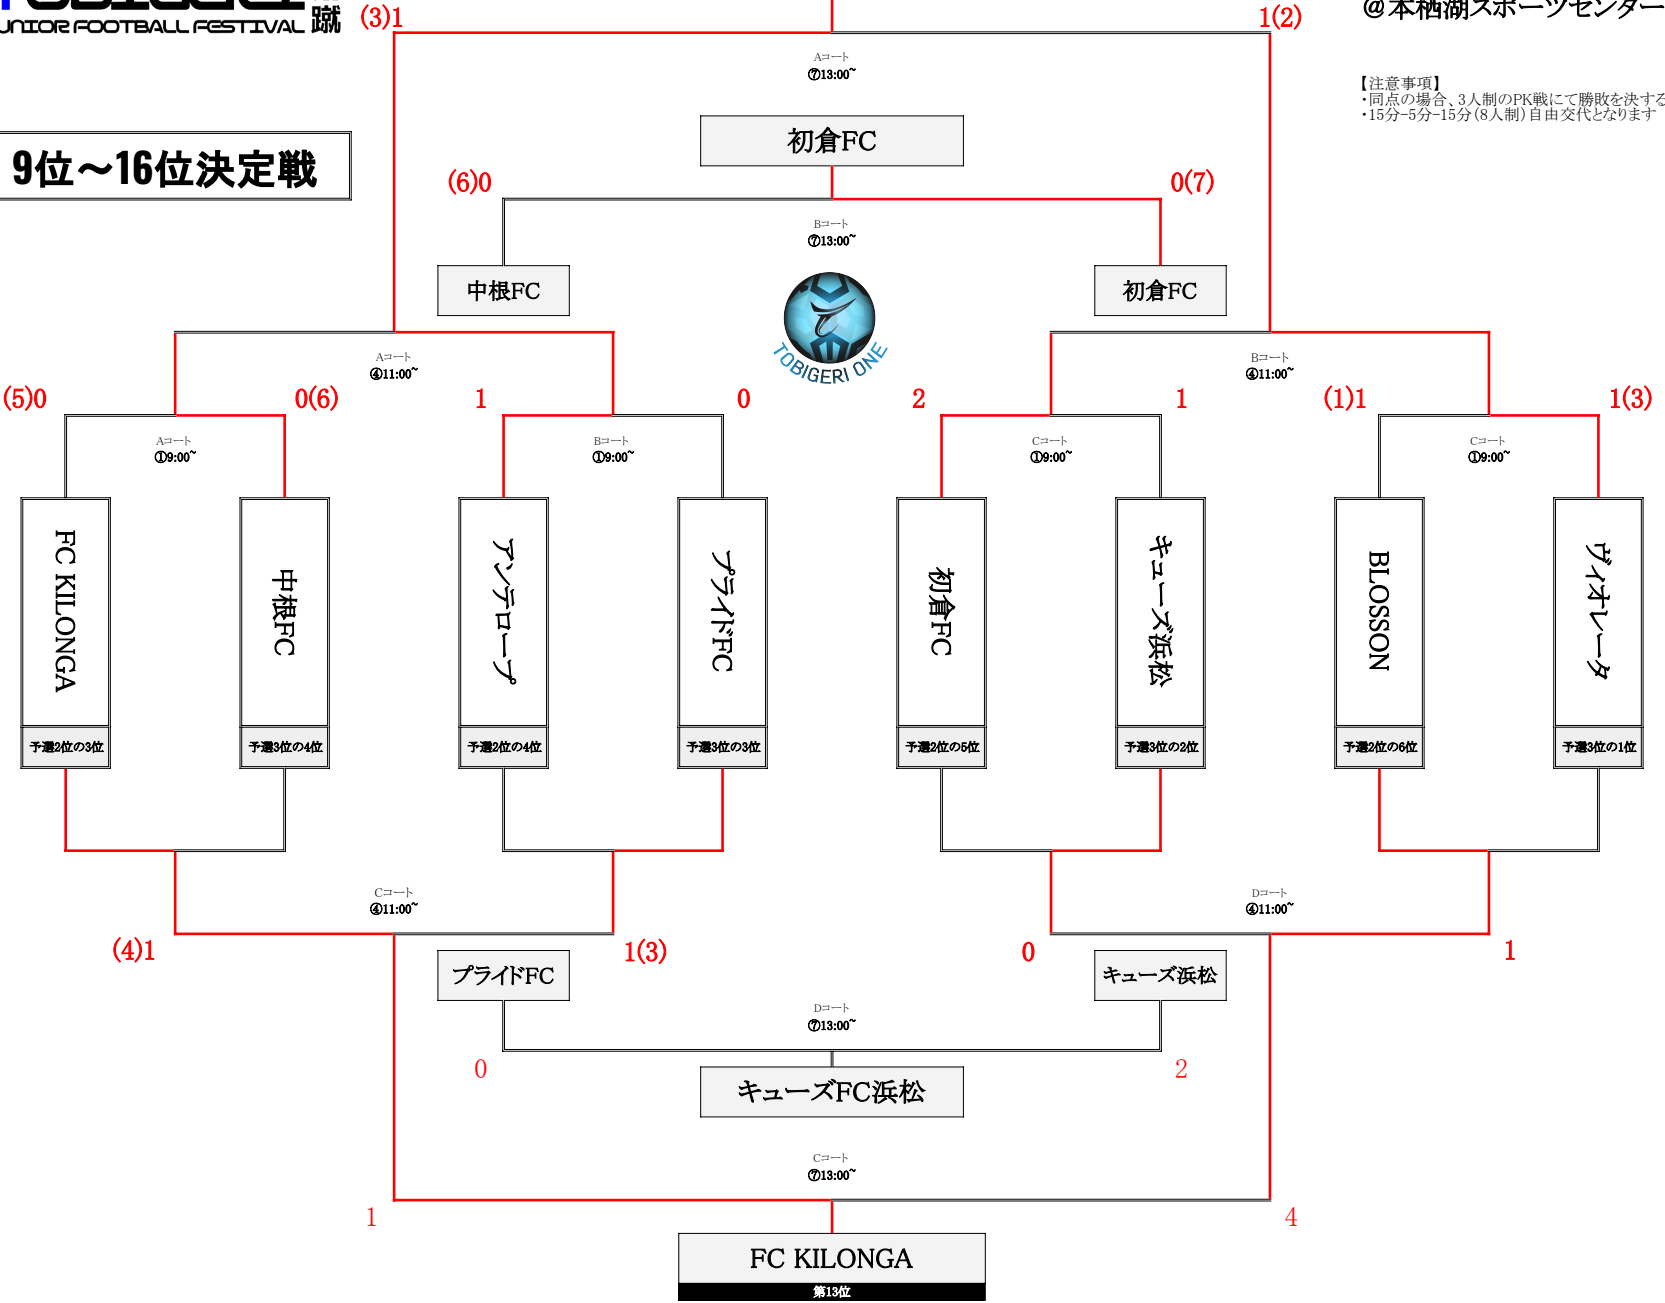 UNIOR FOOTBALL FESTIVAL 蹴
@本栖湖スポーツセンター
(3)1
1(2)
Aコート
⑦13:00~
【注意事項】
・同点の場合、3人制のPK戦にて勝敗を決する
・15分-5分-15分(8人制)自由交代となります
初倉FC
9位～16位決定戦
(6)0
0(7)
Bコート
⑦13:00~
中根FC
初倉FC
TOBIGERI ONE
Aコート
④11:00~
Bコート
④11:00~
(5)0
0(6)
1
0
2
1
(1)1
1(3)
Aコート
①9:00~
Bコート
①9:00~
Cコート
①9:00~
Cコート
①9:00~
FC KILONGA
中根FC
アンテロープ
プライドFC
初倉FC
キューズ浜松
BLOSSON
ヴィオレータ
予選2位の3位
予選3位の4位
予選2位の4位
予選3位の3位
予選2位の5位
予選3位の2位
予選2位の6位
予選3位の1位
Cコート
④11:00~
Dコート
④11:00~
(4)1
1(3)
0
1
プライドFC
キューズ浜松
Dコート
⑦13:00~
0
2
キューズFC浜松
Cコート
⑦13:00~
1
4
FC KILONGA
第13位